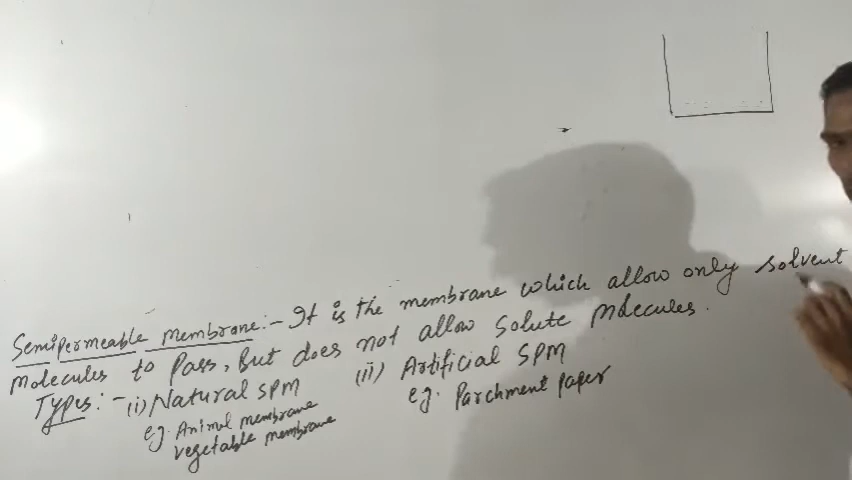 Semipermeable membrane:- It is the membrane which allow only solvent
molecules to pass, But does not allow solute molecules.
Types:- (i) Natural SPM (ii) Artificial SPM
eg. Animal membrane eg. Parchment paper
vegetable membrane